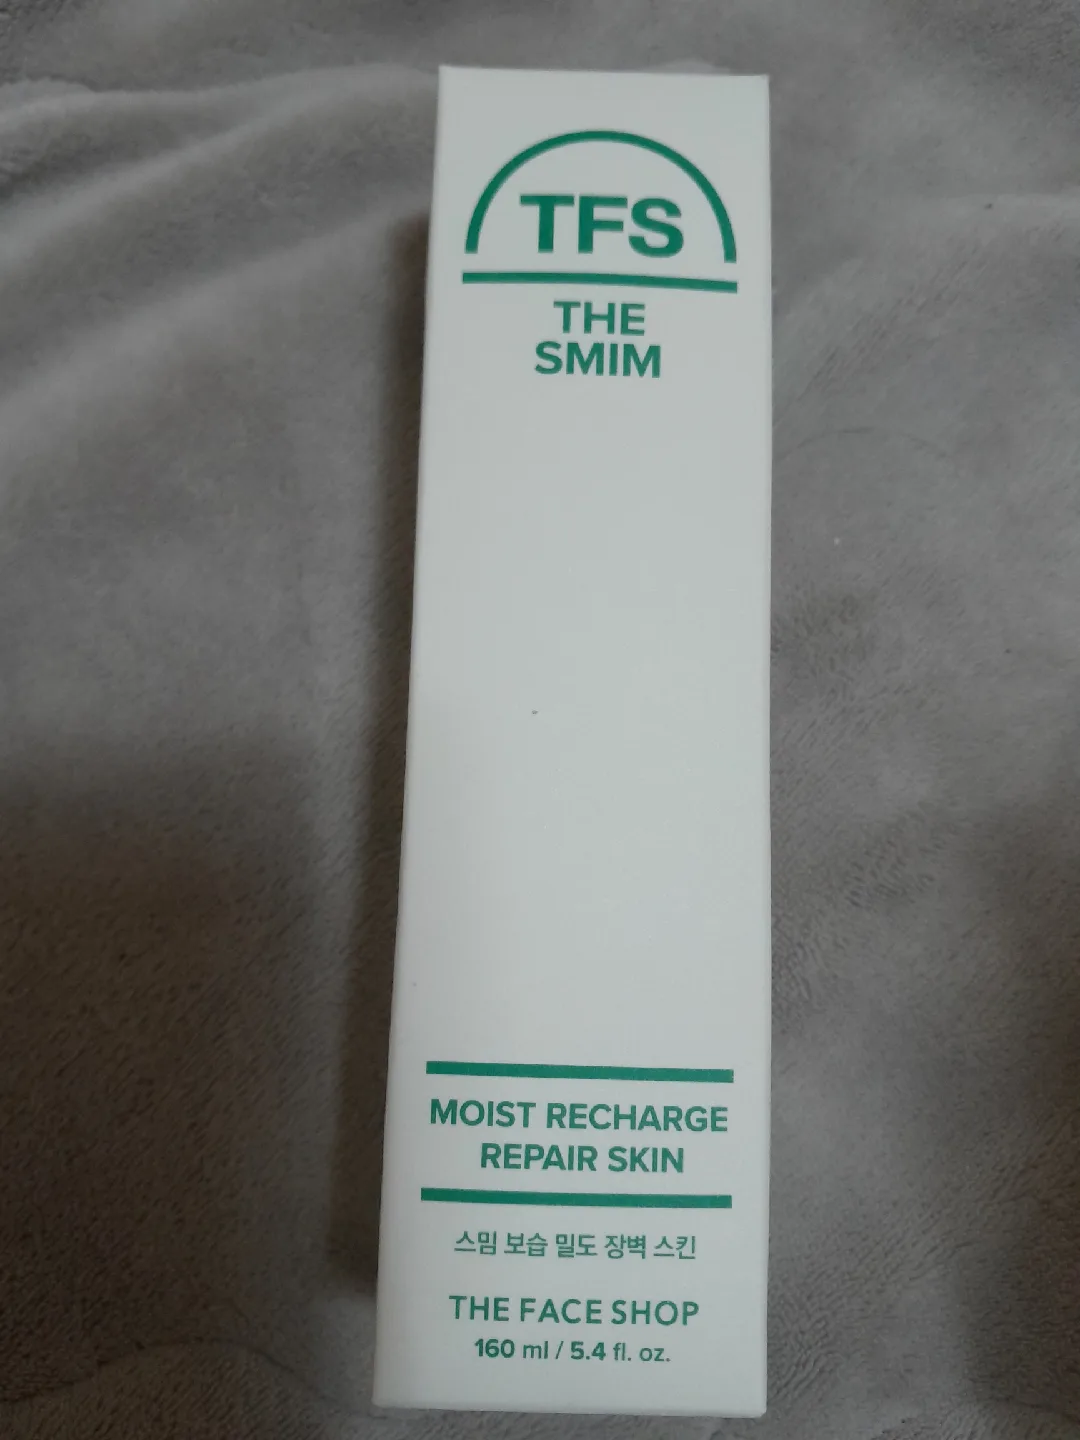 TFS
THE
SMIM
MOIST RECHARGE
REPAIR SKIN
스밈 보습 밀도 장벽 스킨
THE FACE SHOP
160 ml / 5.4 fl. oz.